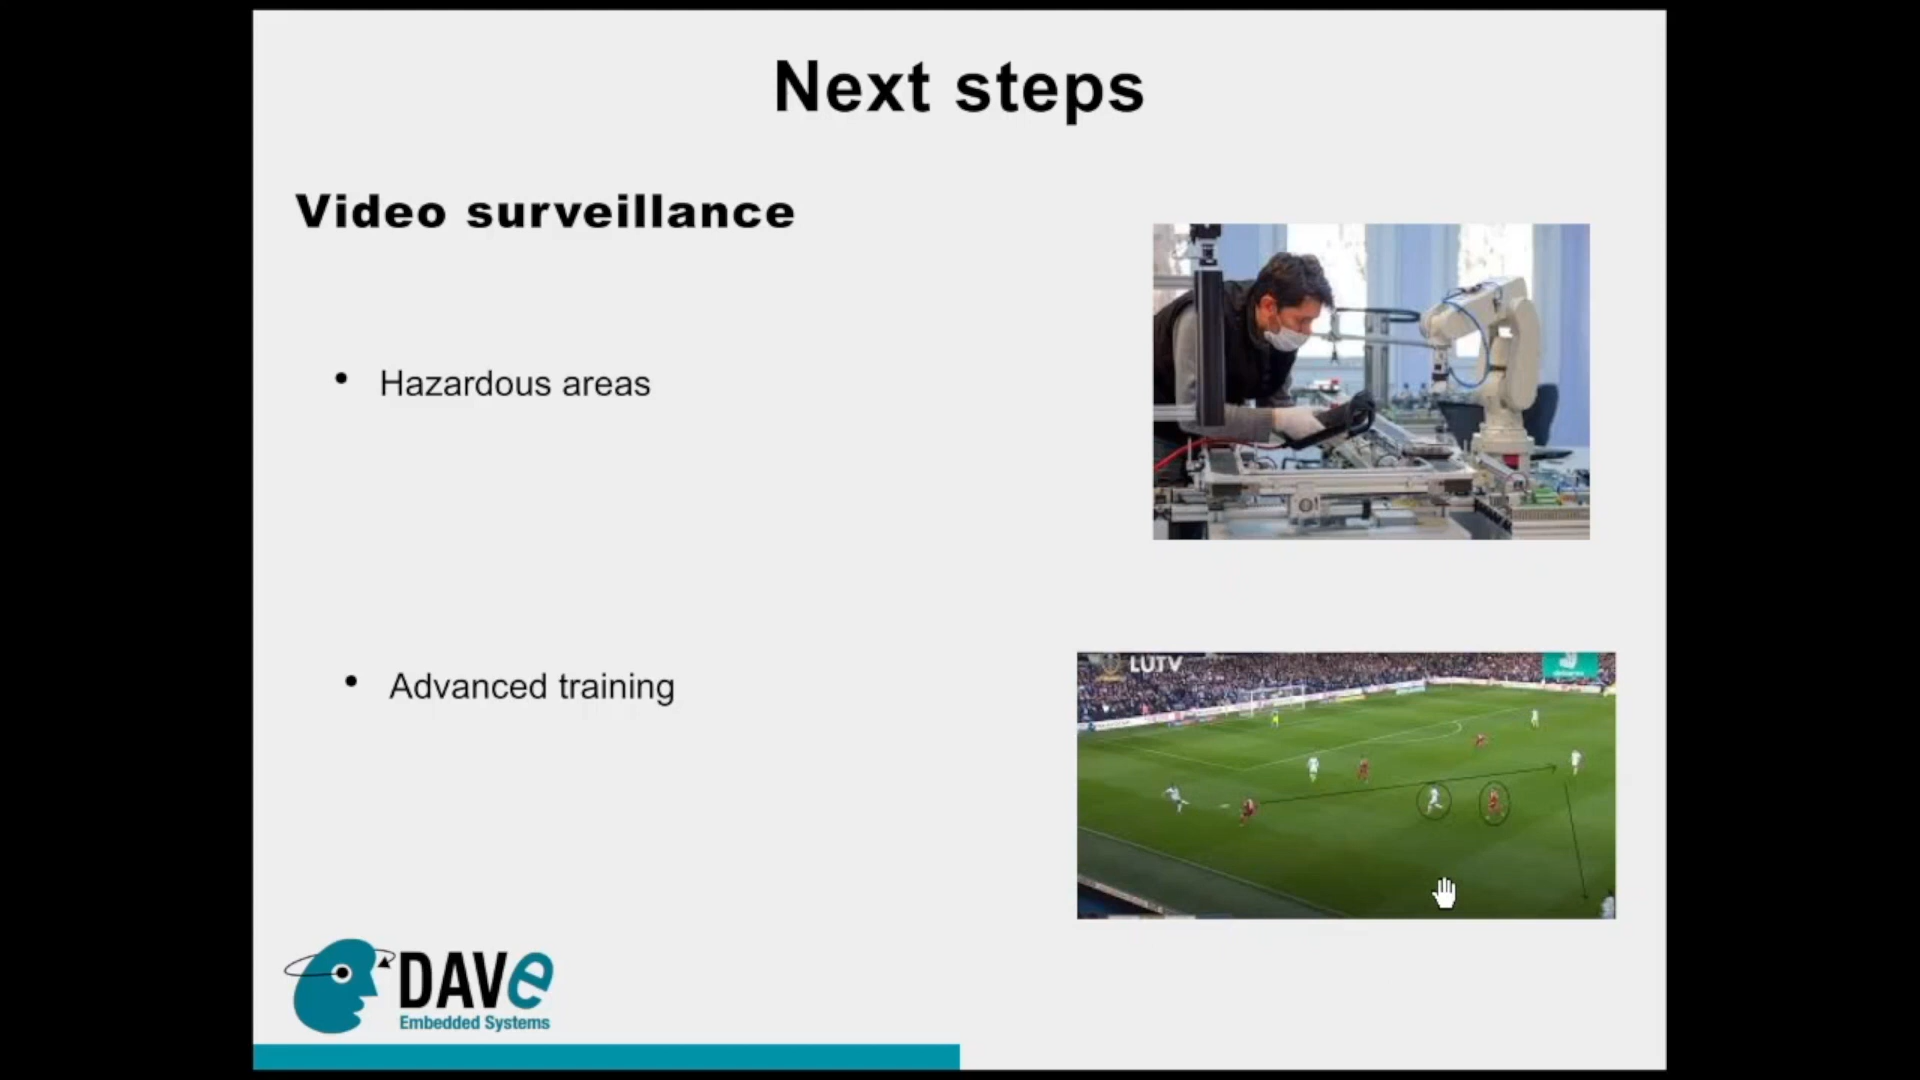 Next steps
Video surveillance
• Hazardous areas
LUTV
• Advanced training
DAVe
Embedded Systems